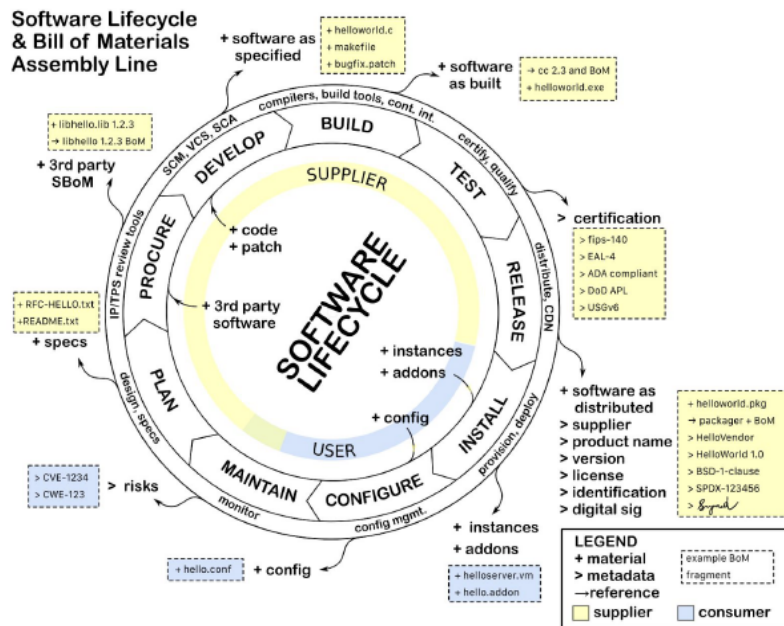 Software Lifecycle
& Bill of Materials
Assembly Line
+ software as
specified
+ helloworld.c
+ makefile
+ bugfix.patch
+ software
as built
→ cc 2.3 and BoM
+ helloworld.exe
+ libhello.lib 1.2.3
→ libhello 1.2.3 BoM
+ 3rd party
SBoM
SCM, VCS, SCA
compilers, build tools, cont. int.
certify, qualify
distribute, CDN
provision, deploy
config mgmt.
monitor
design, specs
IP/TPS review tools
DEVELOP
BUILD
TEST
RELEASE
INSTALL
CONFIGURE
MAINTAIN
PLAN
PROCURE
SUPPLIER
+ code
+ patch
+ 3rd party
software
SOFTWARE
LIFECYCLE
+ instances
+ addons
+ config
USER
> certification
> fips-140
> EAL-4
> ADA compliant
> DoD APL
> USGv6
+ RFC-HELLO.txt
+README.txt
+ specs
+ software as
distributed
> supplier
> product name
> version
> license
> identification
> digital sig
+ helloworld.pkg
→ packager + BoM
> HelloVendor
> HelloWorld 1.0
> BSD-1-clause
> SPDX-123456
> Signed
> CVE-1234
> CWE-123
> risks
+ hello.conf
+ config
+ instances
+ addons
+ helloserver.vm
+ hello.addon
LEGEND
+ material
> metadata
→reference
example BoM
fragment
supplier
consumer